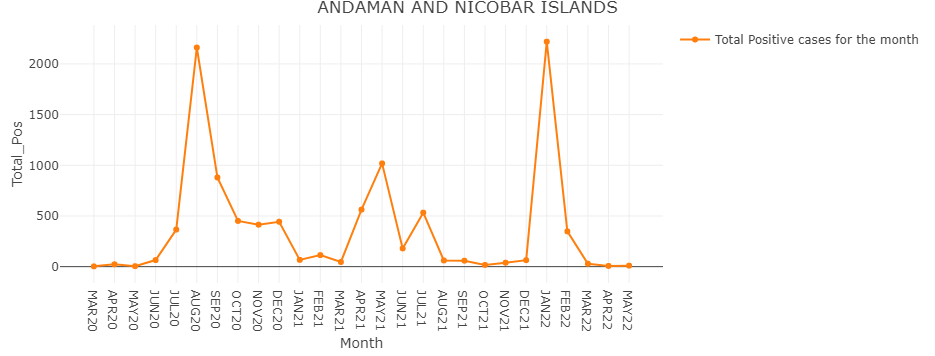 ANDAMAN AND NICOBAR ISLANDS
Total Positive cases for the month
Total_Pos
2000
1500
1000
500
0
MAR20
APR20
MAY20
JUN20
JUL20
AUG20
SEP20
OCT20
NOV20
DEC20
JAN21
FEB21
MAR21
APR21
MAY21
JUN21
JUL21
AUG21
SEP21
OCT21
NOV21
DEC21
JAN22
FEB22
MAR22
APR22
MAY22
Month